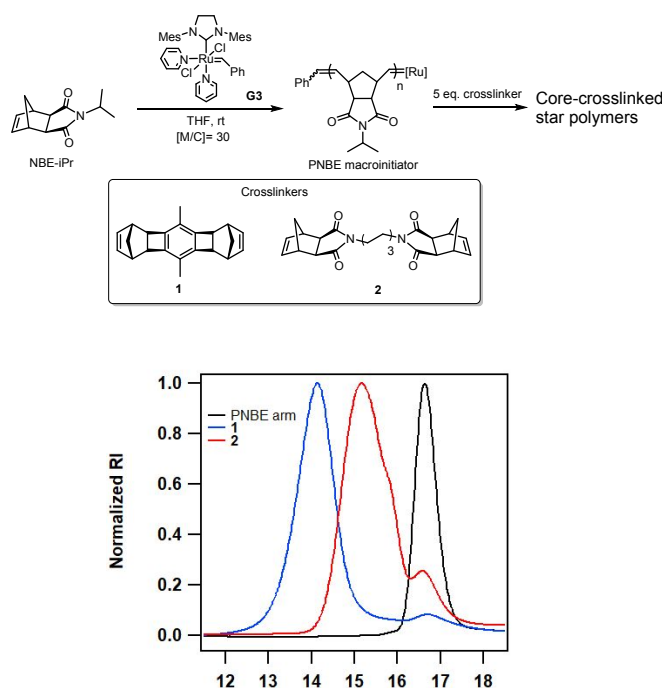 Mes N N Mes
Cl
N Ru Ph
Cl
N G3
THF, rt
[M/C]= 30
O
N
O
NBE-iPr
Ph n [Ru]
O N O
PNBE macroinitiator
5 eq. crosslinker
Core-crosslinked
star polymers
Crosslinkers
1
O O
N 3 N
O O
2
1.0
0.8
0.6
0.4
0.2
0.0
Normalized RI
PNBE arm
1
2
12 13 14 15 16 17 18